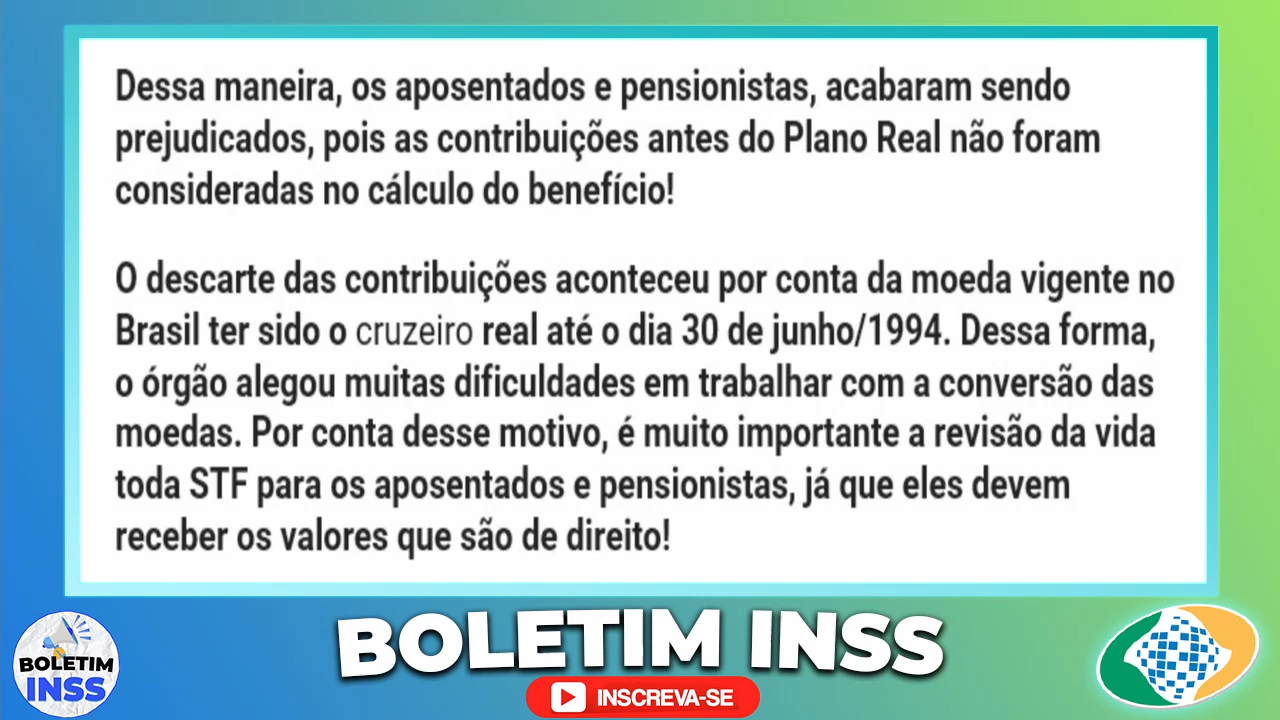 Dessa maneira, os aposentados e pensionistas, acabaram sendo
prejudicados, pois as contribuições antes do Plano Real não foram
consideradas no cálculo do benefício!
O descarte das contribuições aconteceu por conta da moeda vigente no
Brasil ter sido o cruzeiro real até o dia 30 de junho/1994. Dessa forma,
o órgão alegou muitas dificuldades em trabalhar com a conversão das
moedas. Por conta desse motivo, é muito importante a revisão da vida
toda STF para os aposentados e pensionistas, já que eles devem
receber os valores que são de direito!
BOLETIM
INSS
BOLETIM INSS
INSCREVA-SE